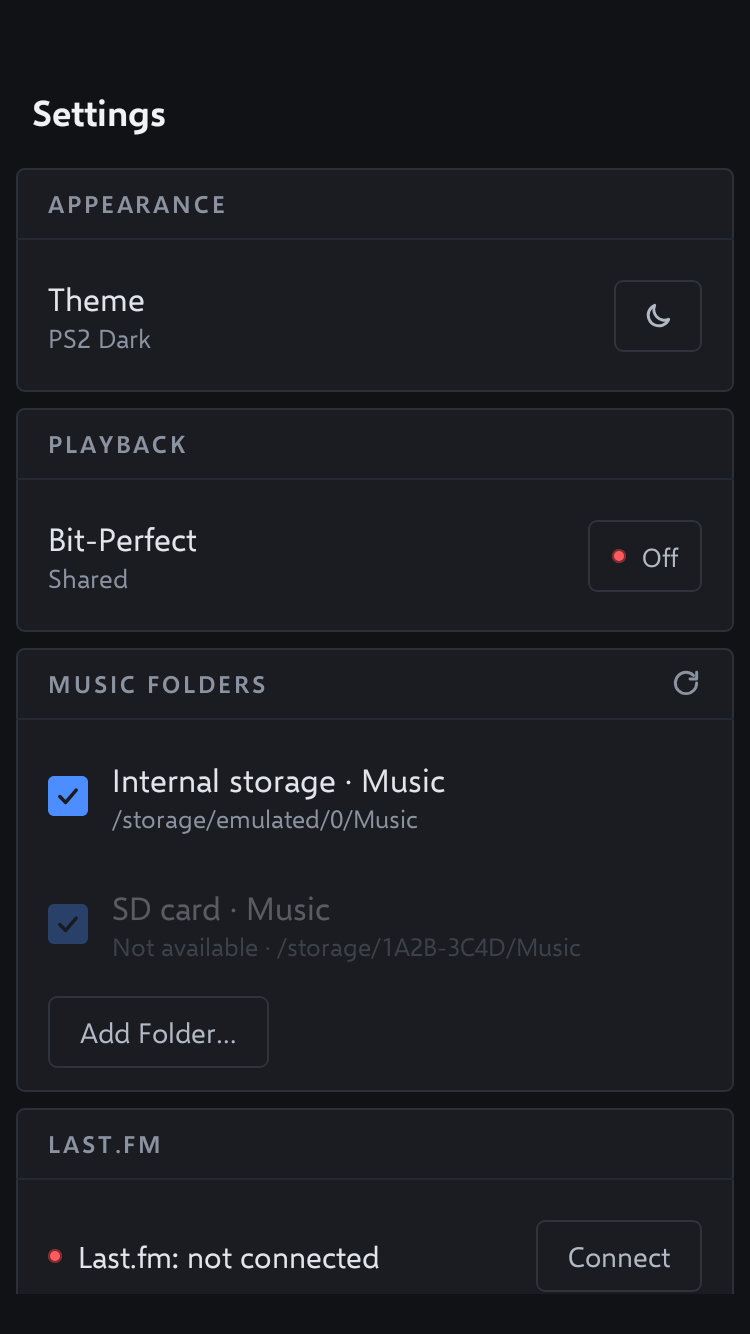 Settings
APPEARANCE
Theme
PS2 Dark
PLAYBACK
Bit-Perfect
Shared
Off
MUSIC FOLDERS
Internal storage · Music
/storage/emulated/0/Music
SD card · Music
Not available · /storage/1A2B-3C4D/Music
Add Folder...
LAST.FM
Last.fm: not connected
Connect